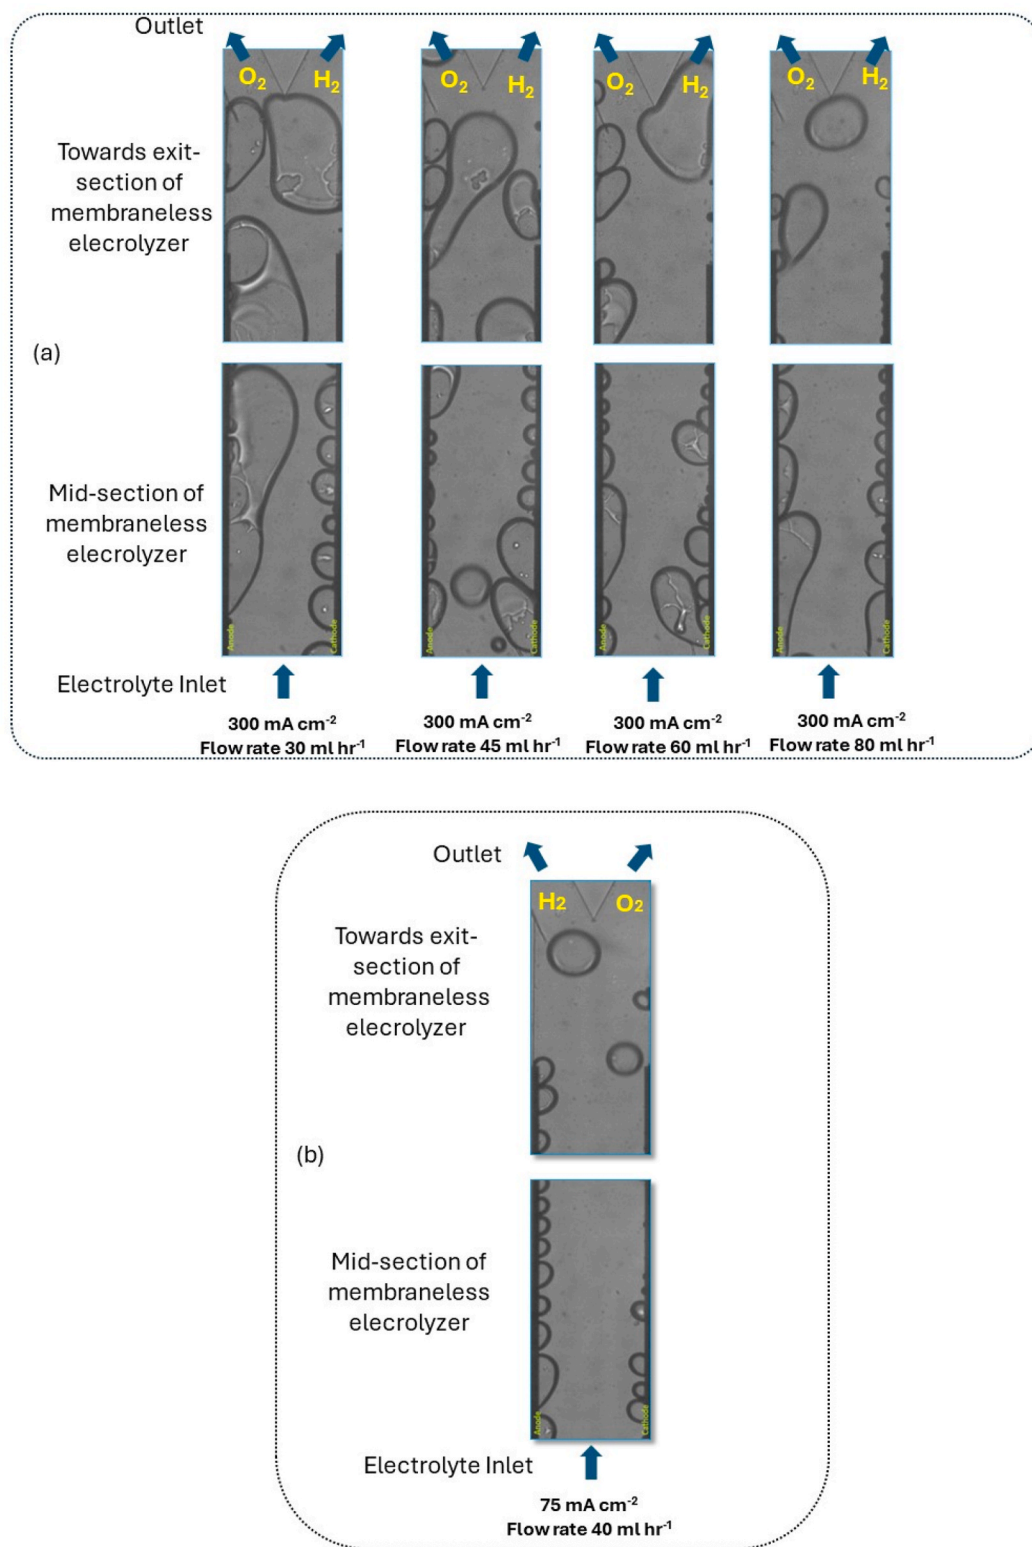 Outlet
O₂ H₂ O₂ H₂ O₂ H₂ O₂ H₂
Towards exit-
section of
membraneless
elecrolyzer
(a)
Mid-section of
membraneless
elecrolyzer
Anode Cathode Anode Cathode Anode Cathode Anode Cathode
Electrolyte Inlet
300 mA cm⁻² 300 mA cm⁻² 300 mA cm⁻² 300 mA cm⁻²
Flow rate 30 ml hr⁻¹ Flow rate 45 ml hr⁻¹ Flow rate 60 ml hr⁻¹ Flow rate 80 ml hr⁻¹
Outlet
H₂ O₂
Towards exit-
section of
membraneless
elecrolyzer
(b)
Mid-section of
membraneless
elecrolyzer
Anode Cathode
Electrolyte Inlet
75 mA cm⁻²
Flow rate 40 ml hr⁻¹